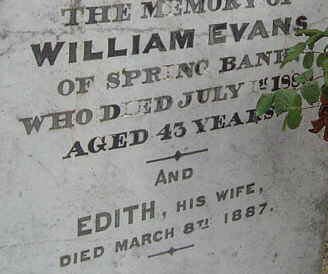 THE MEMORY OF
WILLIAM EVANS
OF SPRING BANK
WHO DIED JULY 1ST
AGED 43 YEARS
AND
EDITH, HIS WIFE,
DIED MARCH 8TH 1887.